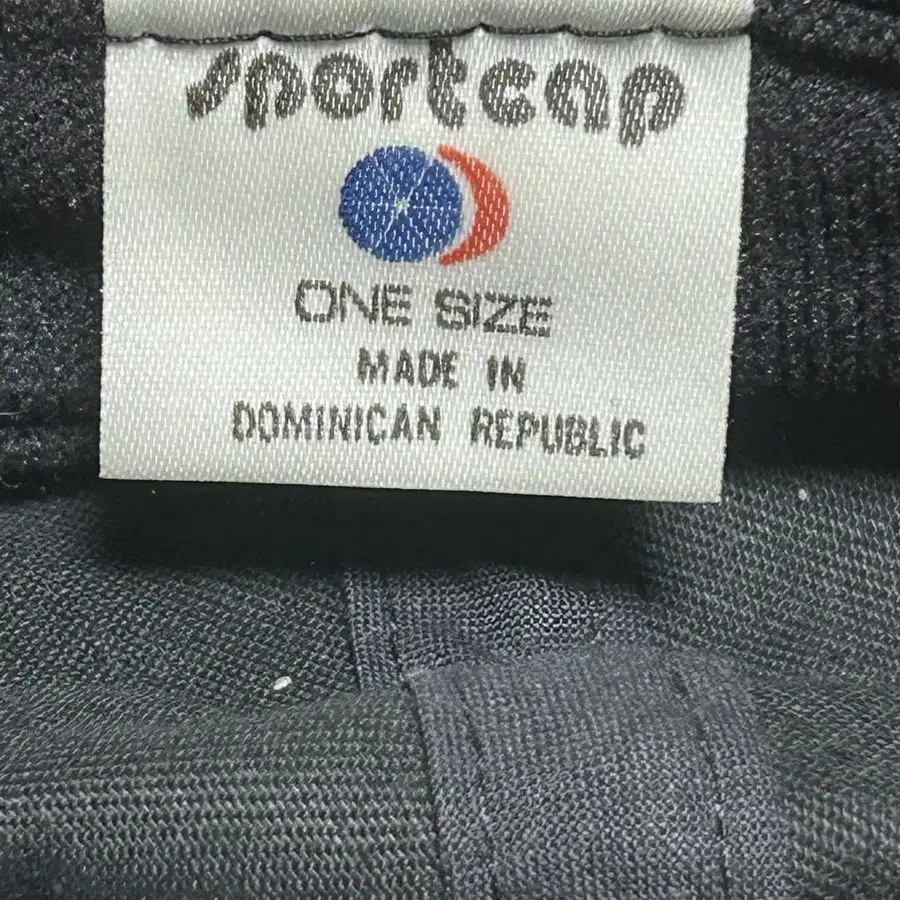 sportcap
ONE SIZE
MADE IN
DOMINICAN REPUBLIC